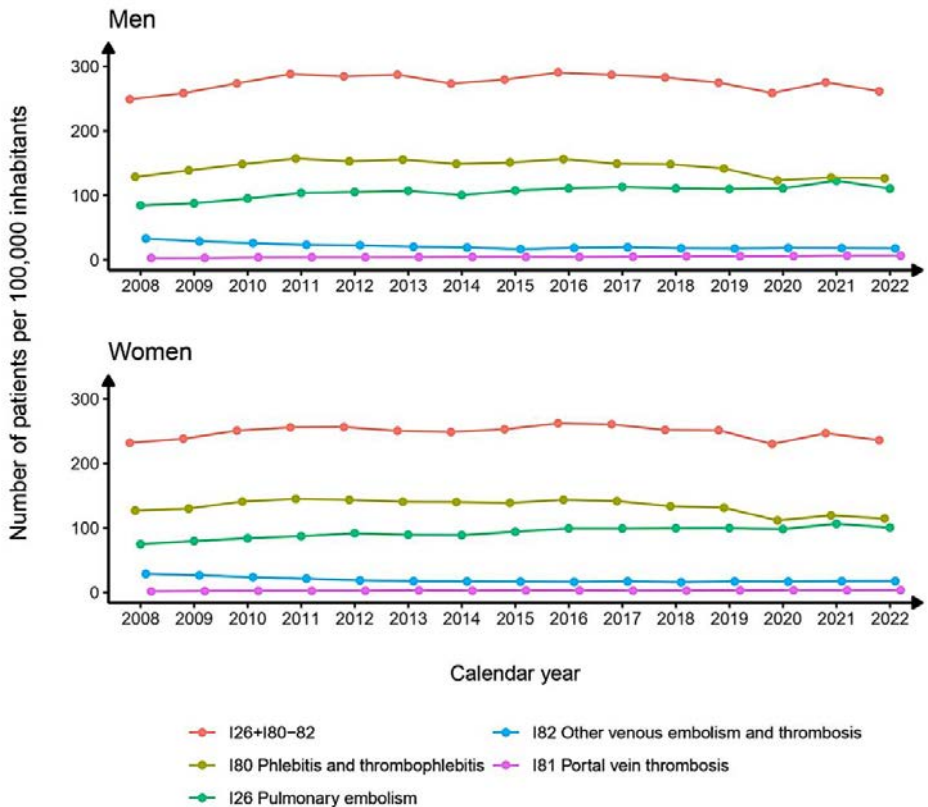 Men
Number of patients per 100,000 inhabitants
300
200
100
0
2008 2009 2010 2011 2012 2013 2014 2015 2016 2017 2018 2019 2020 2021 2022
Women
300
200
100
0
2008 2009 2010 2011 2012 2013 2014 2015 2016 2017 2018 2019 2020 2021 2022
Calendar year
I26+I80−82
I82 Other venous embolism and thrombosis
I80 Phlebitis and thrombophlebitis
I81 Portal vein thrombosis
I26 Pulmonary embolism